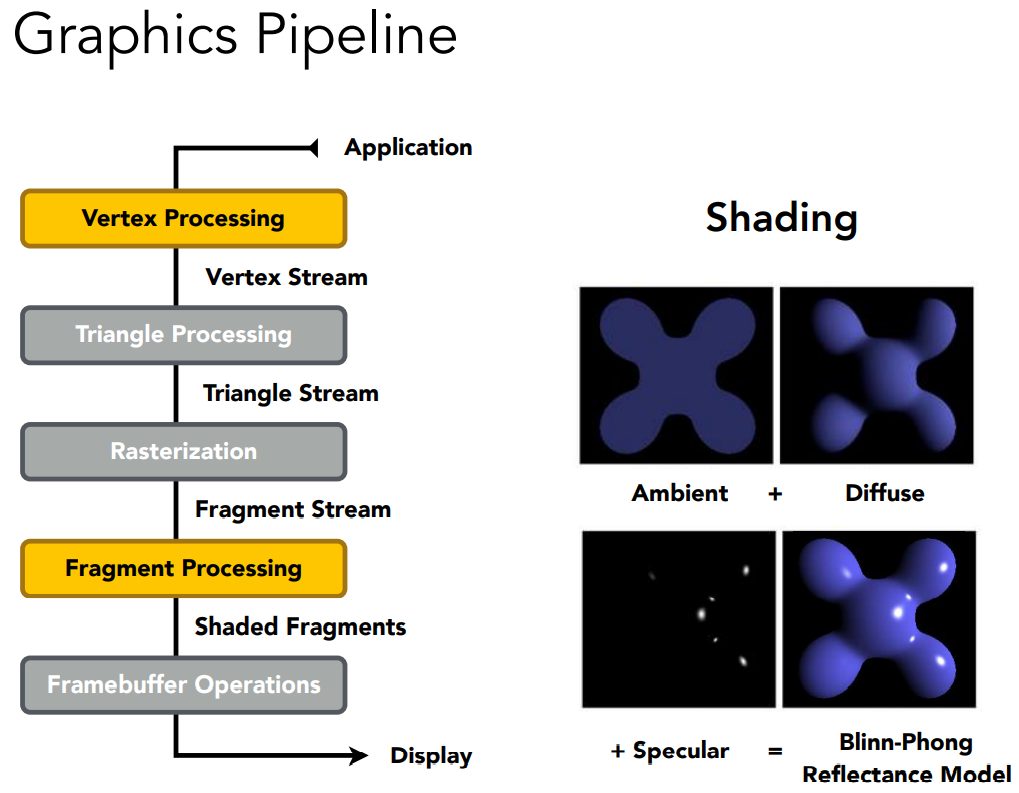 Graphics Pipeline
Application
Vertex Processing
Vertex Stream
Triangle Processing
Triangle Stream
Rasterization
Fragment Stream
Fragment Processing
Shaded Fragments
Framebuffer Operations
Display
Shading
Ambient + Diffuse
+ Specular = Blinn-Phong
Reflectance Model